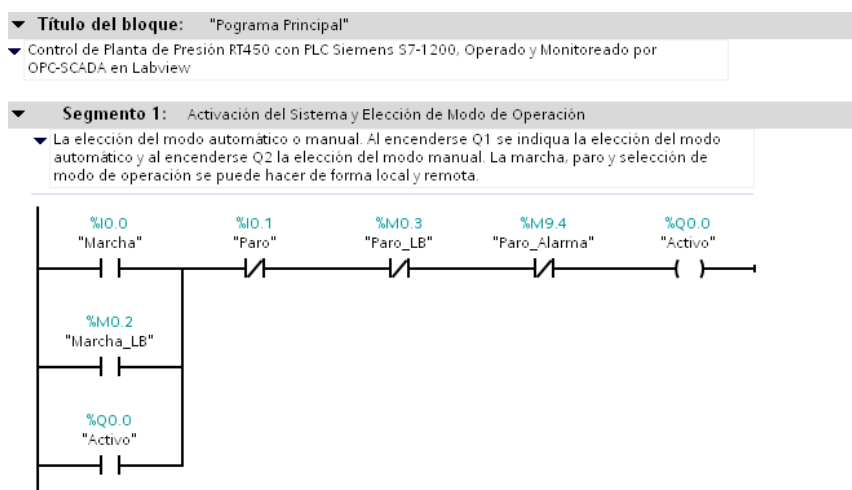 Título del bloque: "Pograma Principal"
Control de Planta de Presión RT450 con PLC Siemens S7-1200, Operado y Monitoreado por
OPC-SCADA en Labview
Segmento 1: Activación del Sistema y Elección de Modo de Operación
La elección del modo automático o manual. Al encenderse Q1 se indiqua la elección del modo
automático y al encenderse Q2 la elección del modo manual. La marcha, paro y selección de
modo de operación se puede hacer de forma local y remota.
%I0.0 %I0.1 %M0.3 %M9.4 %Q0.0
"Marcha" "Paro" "Paro_LB" "Paro_Alarma" "Activo"
%M0.2
"Marcha_LB"
%Q0.0
"Activo"